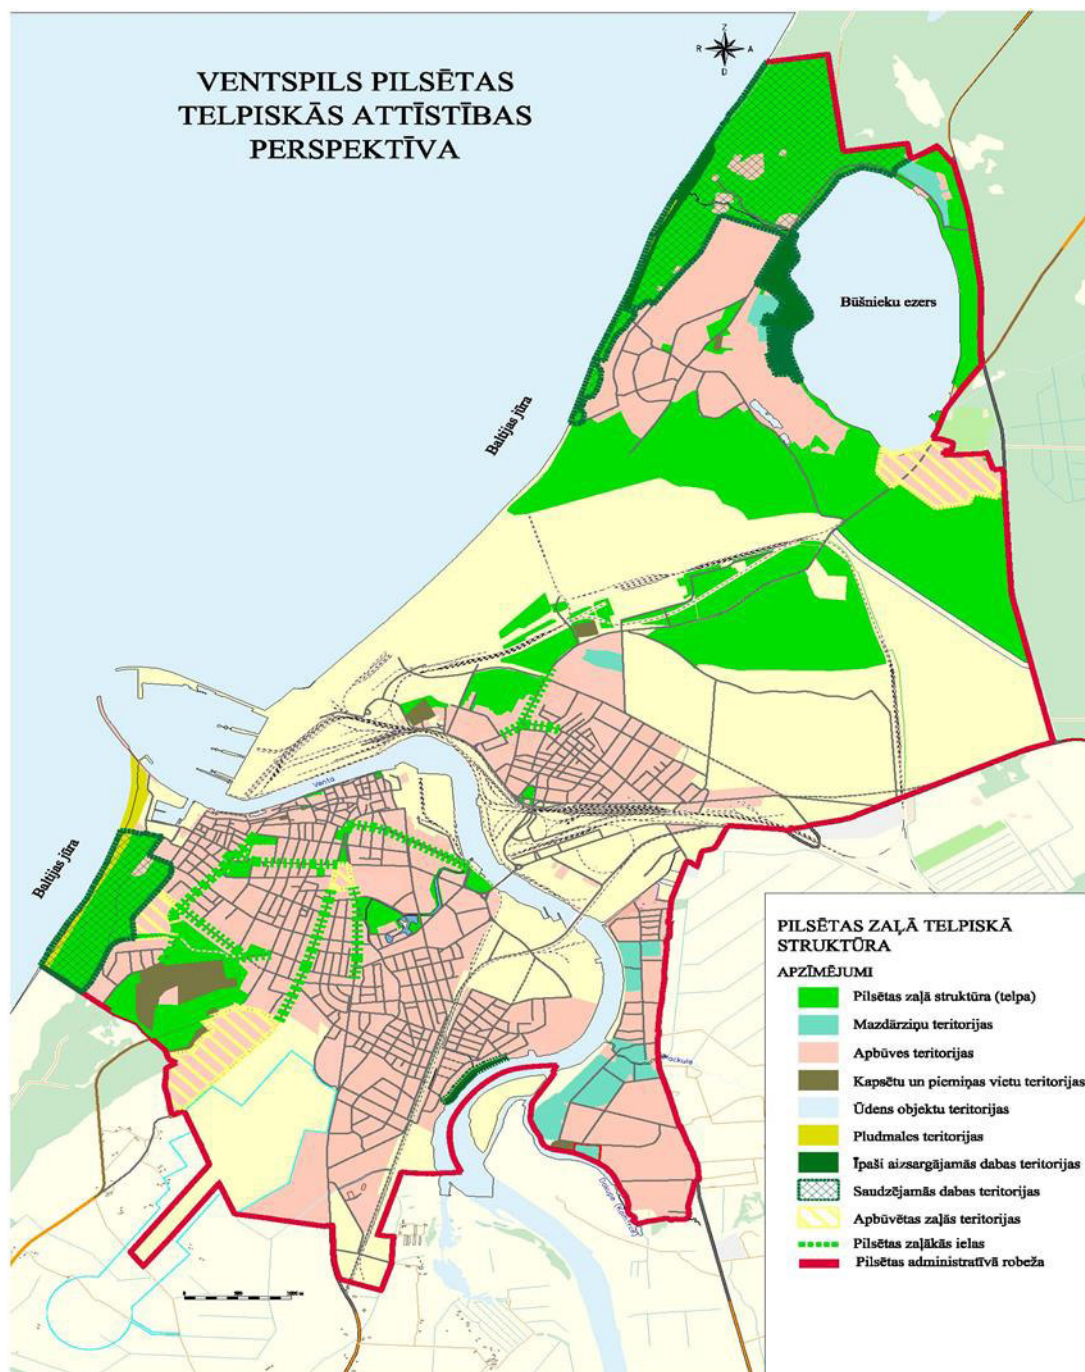 VENTSPILS PILSĒTAS
TELPISKĀS ATTĪSTĪBAS
PERSPEKTĪVA
Z
R A
D
Būšnieku ezers
Baltijas jūra
Venta
Baltijas jūra
PILSĒTAS ZAĻĀ TELPISKĀ
STRUKTŪRA
APZĪMĒJUMI
Pilsētas zaļā struktūra (telpa)
Mazdārziņu teritorijas
Apbūves teritorijas
Kapsētu un piemiņas vietu teritorijas
Ūdens objektu teritorijas
Pludmales teritorijas
Īpaši aizsargājamās dabas teritorijas
Saudzējamās dabas teritorijas
Apbūvētas zaļās teritorijas
Pilsētas zaļākās ielas
Pilsētas administratīvā robeža